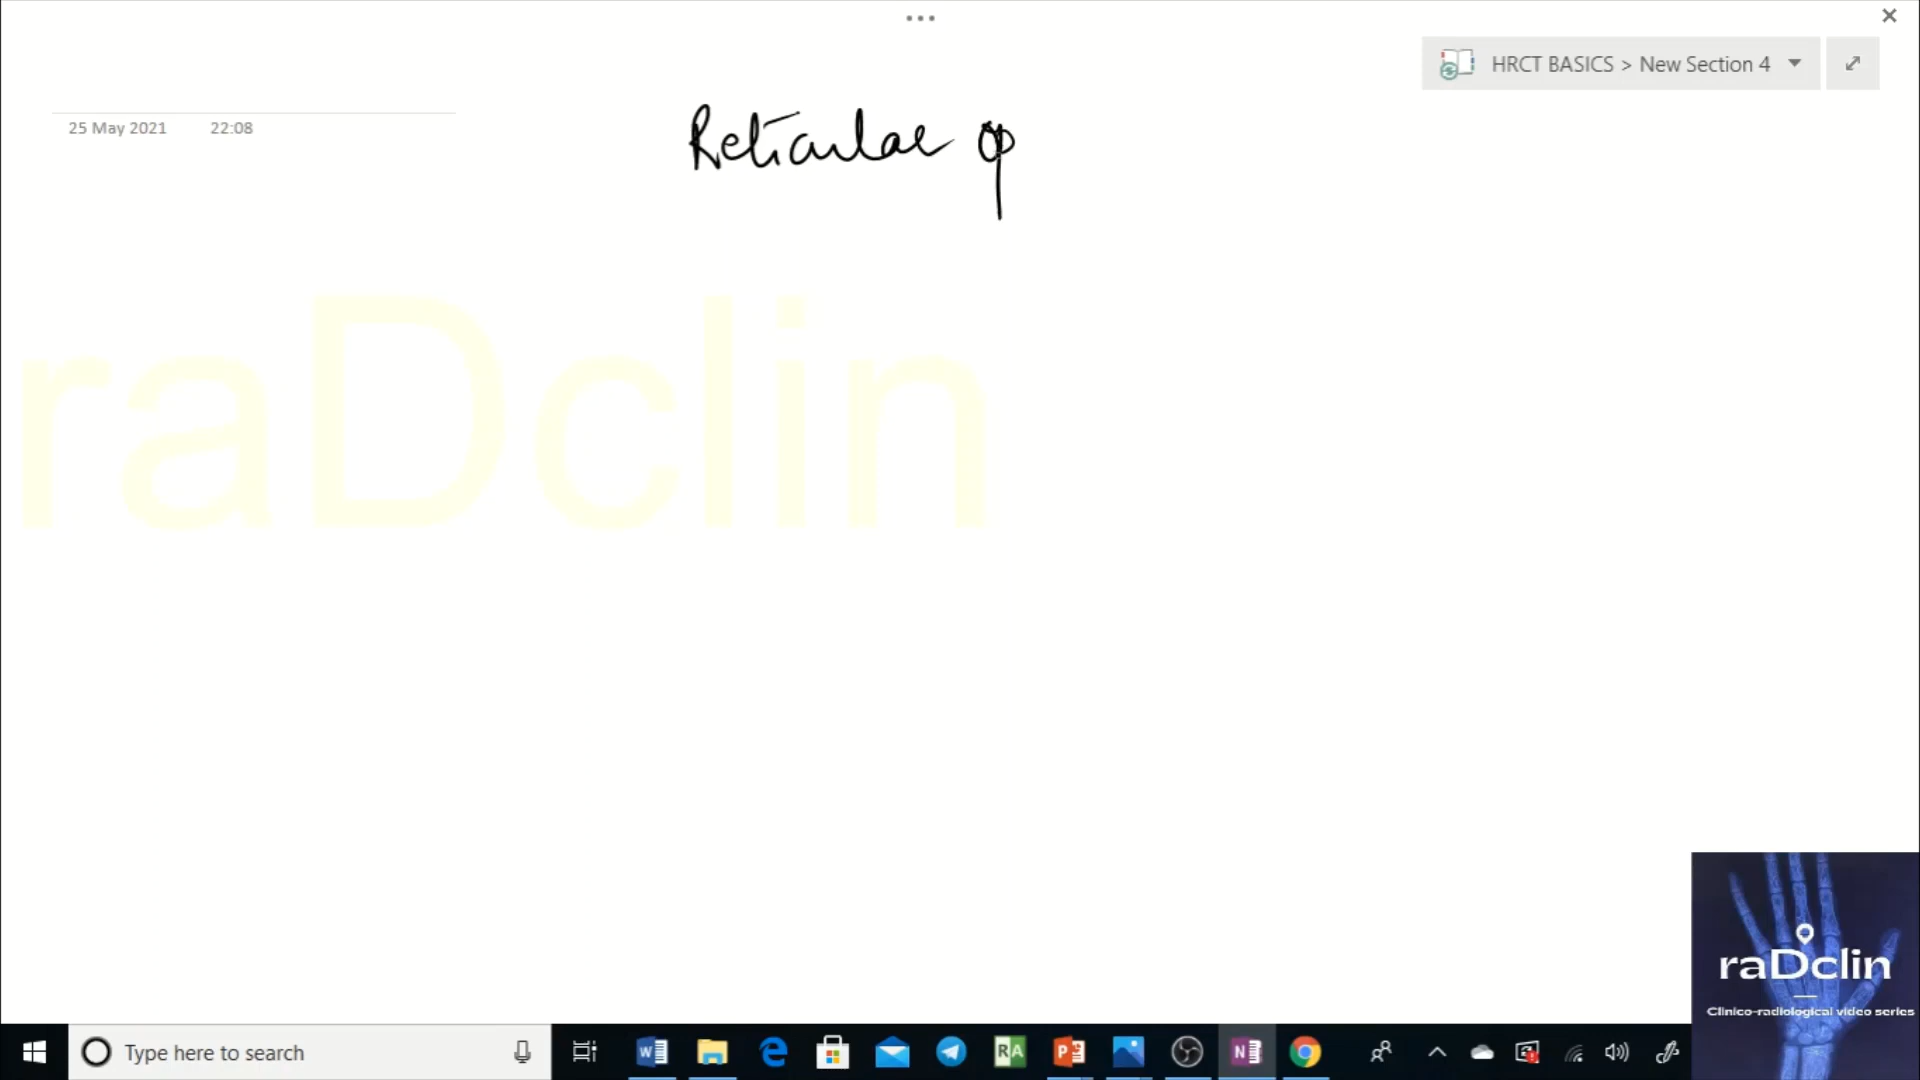 HRCT BASICS > New Section 4
25 May 2021 22:08
Reticular op
raDclin
raDclin
Clinico-radiological video series
Type here to search